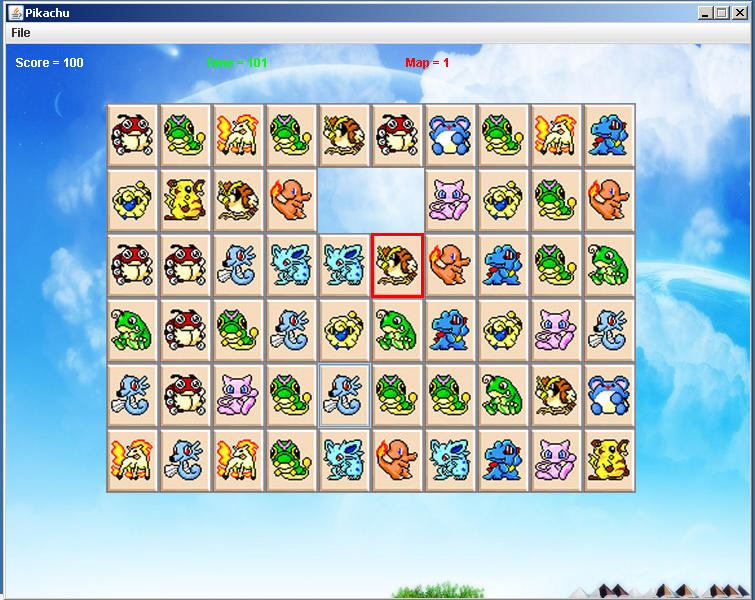 Pikachu
File
Score = 100 Time = 101 Map = 1